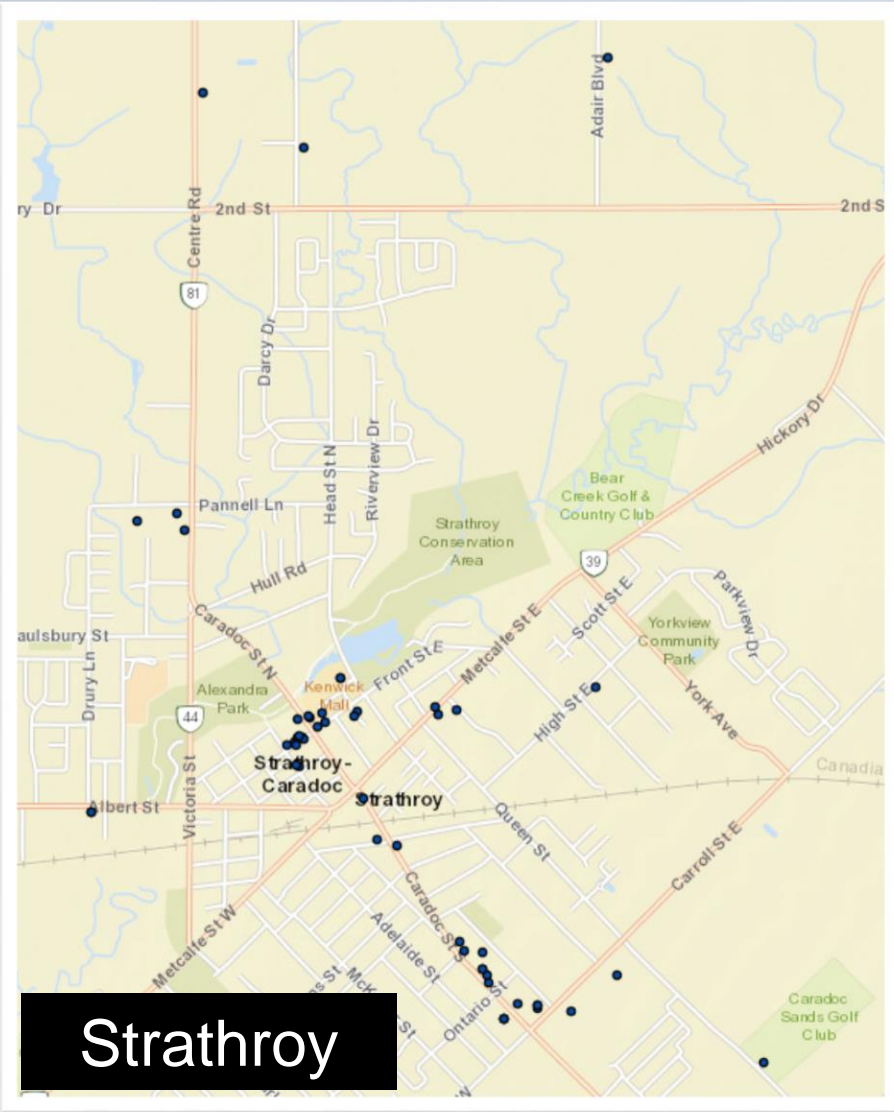 Adair Blvd
ry Dr
2nd St
2nd S
Centre Rd
81
Darcy Dr
Head St N
Riverview Dr
Hickory Dr
Bear
Creek Golf &
Country Club
Pannell Ln
Strathroy
Conservation
Area
39
Hull Rd
Scott St E
Parkview Dr
aulsbury St
Caradoc St N
Metcalfe St E
Yorkview
Community
Park
Drury Ln
Front St E
Alexandra
Park
Kenwick
Mall
44
High St E
York Ave
Strathroy-
Caradoc
Canadia
Albert St
Victoria St
Strathroy
Queen St
Carroll St E
Metcalfe St W
Caradoc St S
Adelaide St
as St
Ontario St
Caradoc
Sands Golf
Club
Strathroy
W